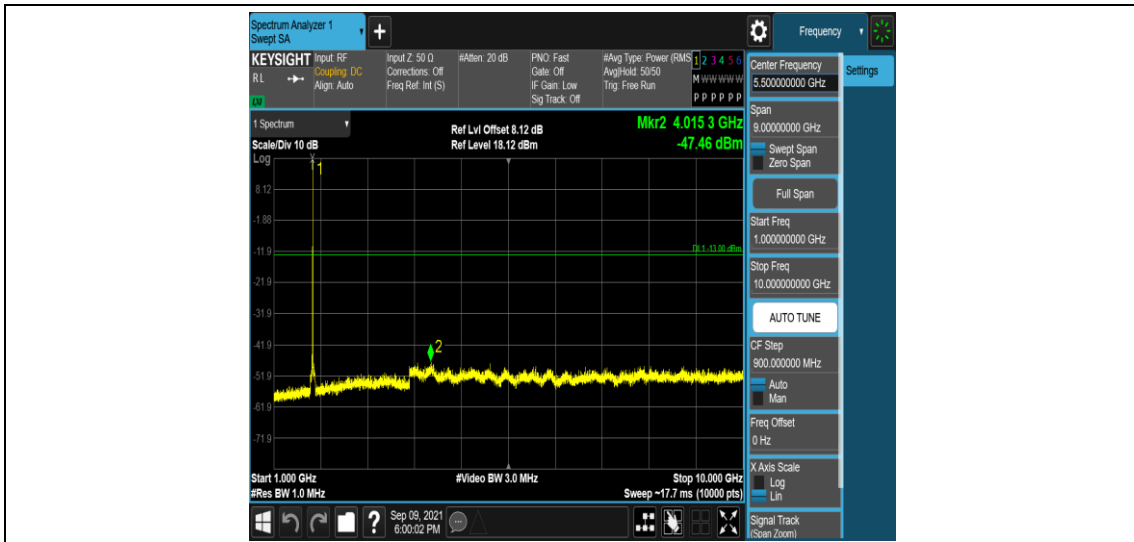 Spectrum Analyzer 1
Swept SA
+
Frequency
KEYSIGHT
RL
LXI
Input: RF
Coupling: DC
Align: Auto
Input Z: 50 Ω
Corrections: Off
Freq Ref: Int (S)
#Atten: 20 dB
PNO: Fast
Gate: Off
IF Gain: Low
Sig Track: Off
#Avg Type: Power (RMS
Avg|Hold: 50/50
Trig: Free Run
1 2 3 4 5 6
M W W W W W
P P P P P P
1 Spectrum
Scale/Div 10 dB
Log
Ref Lvl Offset 8.12 dB
Ref Level 18.12 dBm
Mkr2 4.015 3 GHz
-47.46 dBm
1
8.12
-1.88
-11.9
DL1 -13.00 dBm
-21.9
-31.9
-41.9
2
-51.9
-61.9
-71.9
Start 1.000 GHz
#Res BW 1.0 MHz
#Video BW 3.0 MHz
Stop 10.000 GHz
Sweep ~17.7 ms (10000 pts)
?
Sep 09, 2021
6:00:02 PM
Settings
Center Frequency
5.500000000 GHz
Span
9.00000000 GHz
Swept Span
Zero Span
Full Span
Start Freq
1.000000000 GHz
Stop Freq
10.000000000 GHz
AUTO TUNE
CF Step
900.000000 MHz
Auto
Man
Freq Offset
0 Hz
X Axis Scale
Log
Lin
Signal Track
(Span Zoom)